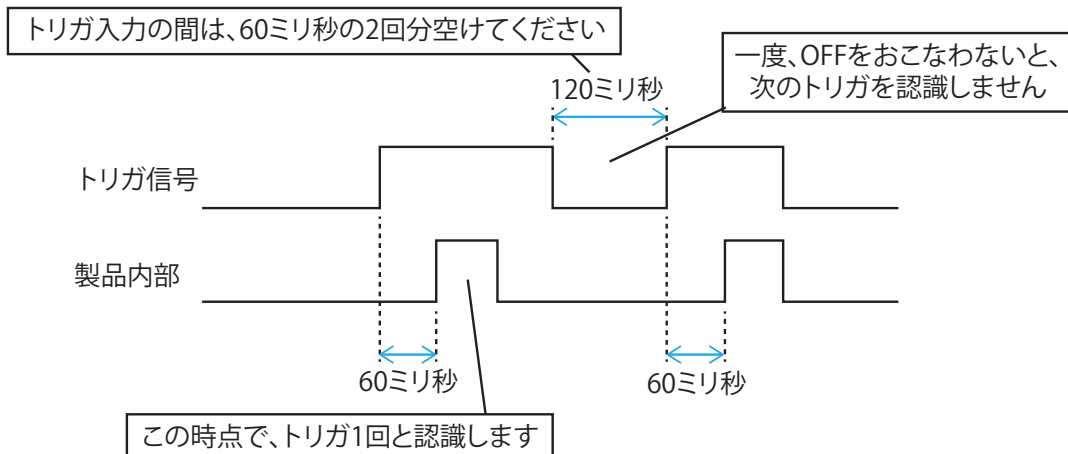 トリガ入力の間は、60ミリ秒の2回分空けてください
一度、OFFをおこなわないと、
次のトリガを認識しません
120ミリ秒
トリガ信号
製品内部
60ミリ秒
60ミリ秒
この時点で、トリガ1回と認識します